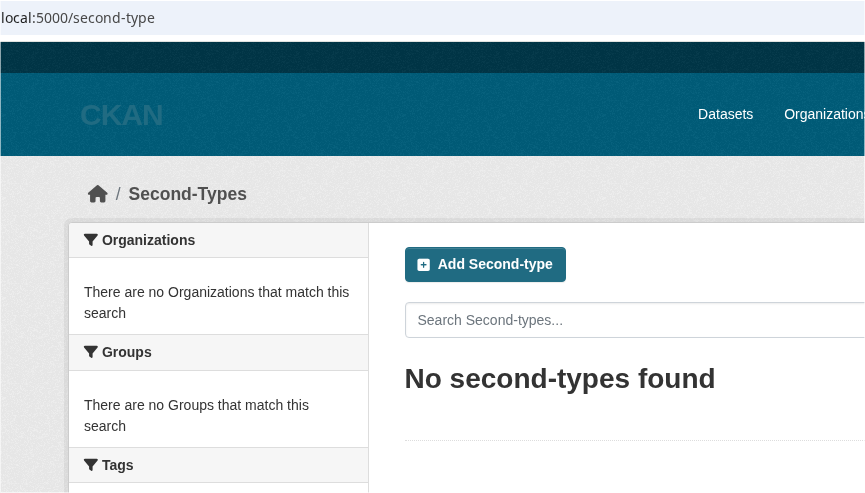 local:5000/second-type
CKAN
Datasets Organizations
/ Second-Types
Organizations
There are no Organizations that match this
search
Groups
There are no Groups that match this
search
Tags
Add Second-type
Search Second-types...
No second-types found